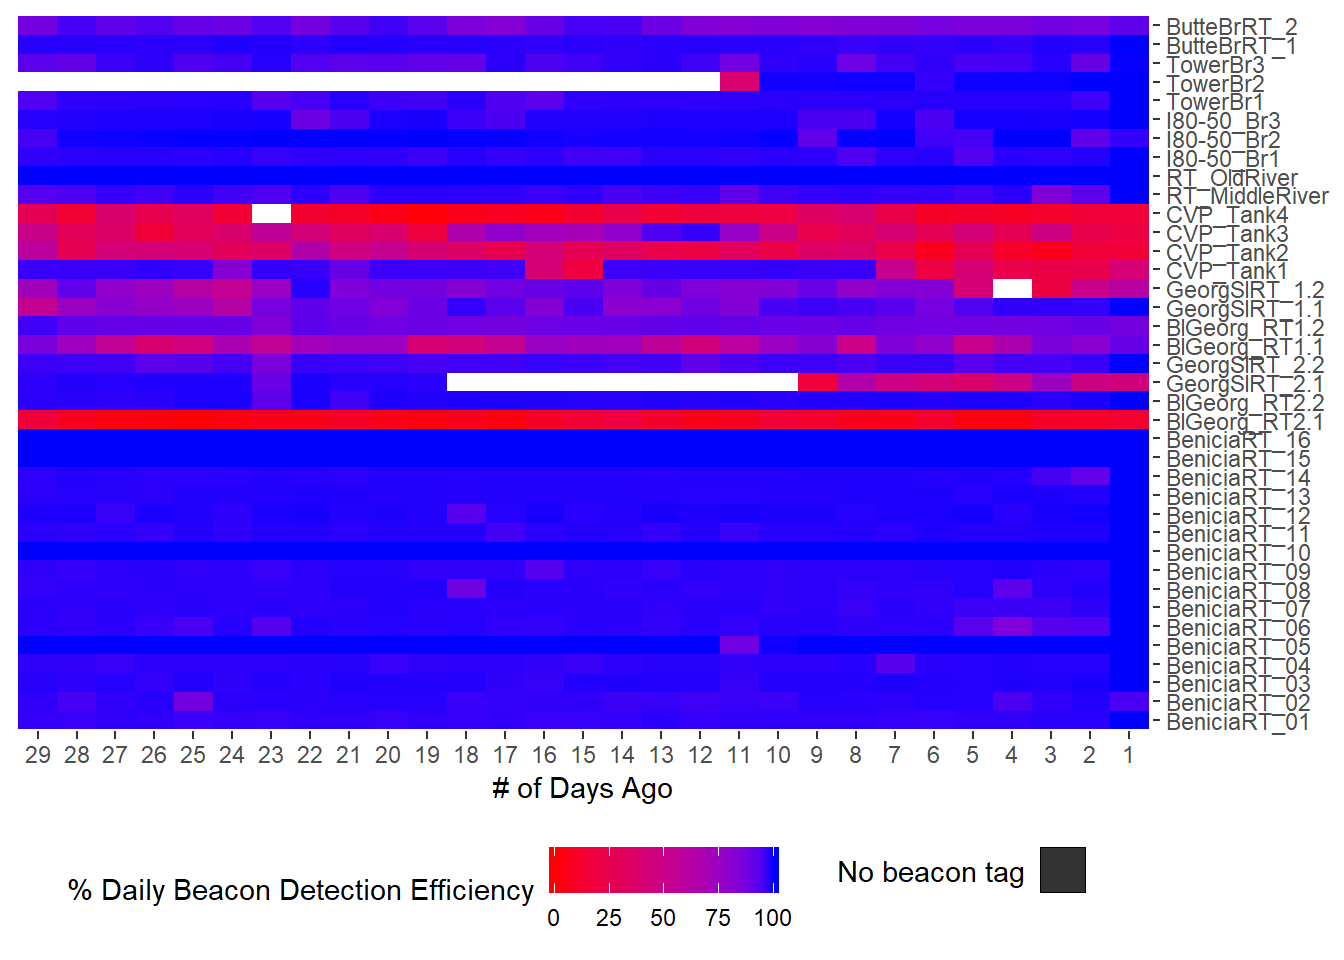 ButteBrRT_2
ButteBrRT_1
TowerBr3
TowerBr2
TowerBr1
I80-50_Br3
I80-50_Br2
I80-50_Br1
RT_OldRiver
RT_MiddleRiver
CVP_Tank4
CVP_Tank3
CVP_Tank2
CVP_Tank1
GeorgSlRT_1.2
GeorgSlRT_1.1
BlGeorg_RT1.2
BlGeorg_RT1.1
GeorgSlRT_2.2
GeorgSlRT_2.1
BlGeorg_RT2.2
BlGeorg_RT2.1
BeniciaRT_16
BeniciaRT_15
BeniciaRT_14
BeniciaRT_13
BeniciaRT_12
BeniciaRT_11
BeniciaRT_10
BeniciaRT_09
BeniciaRT_08
BeniciaRT_07
BeniciaRT_06
BeniciaRT_05
BeniciaRT_04
BeniciaRT_03
BeniciaRT_02
BeniciaRT_01
29 28 27 26 25 24 23 22 21 20 19 18 17 16 15 14 13 12 11 10 9 8 7 6 5 4 3 2 1
# of Days Ago
% Daily Beacon Detection Efficiency
0 25 50 75 100
No beacon tag